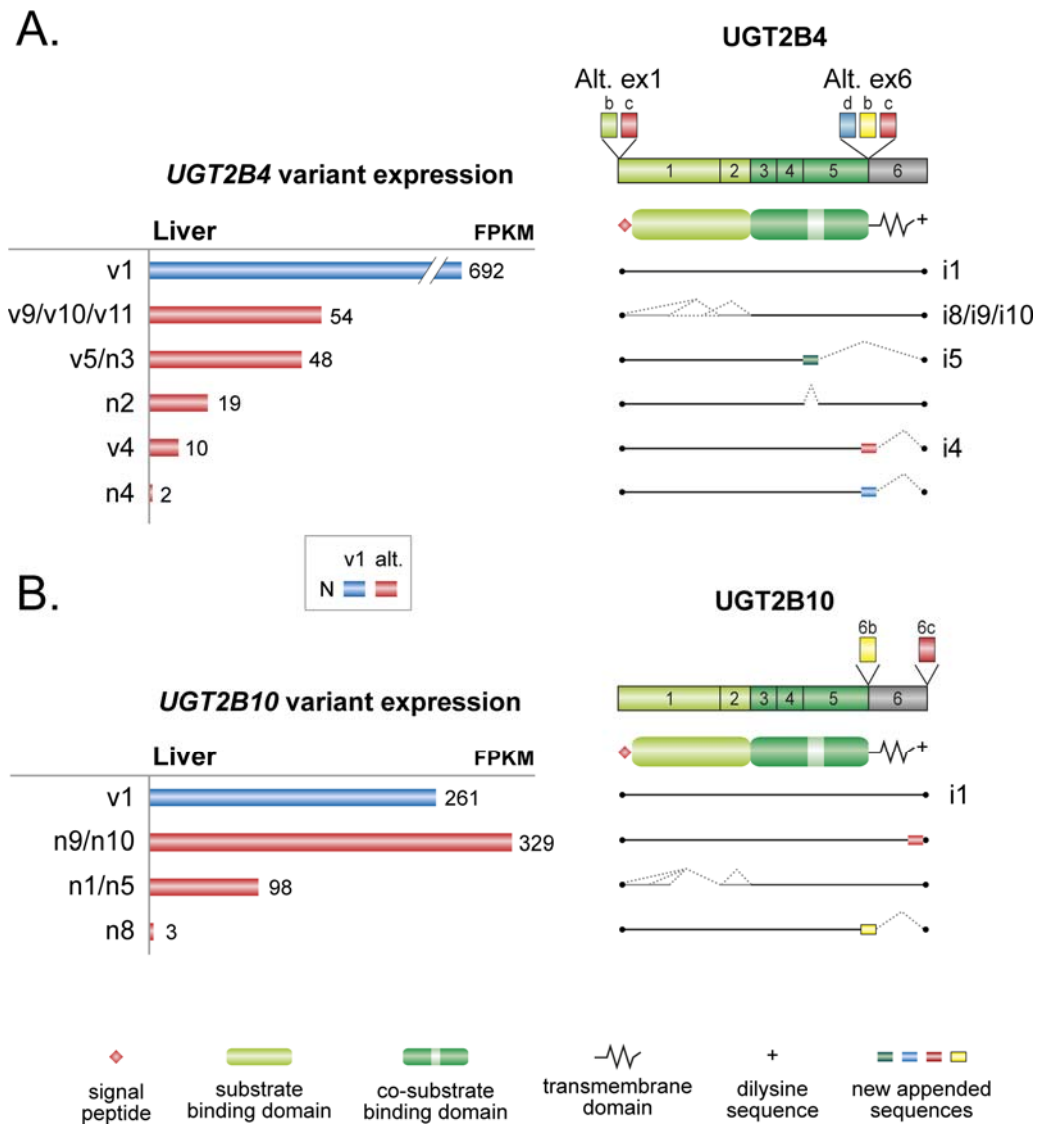 A.
UGT2B4
Alt. ex1
Alt. ex6
b c
d b c
1 2 3 4 5 6
UGT2B4 variant expression
Liver FPKM
+
v1 692 i1
v9/v10/v11 54 i8/i9/i10
v5/n3 48 i5
n2 19
v4 10 i4
n4 2
v1 alt.
N
B.
UGT2B10
6b 6c
1 2 3 4 5 6
UGT2B10 variant expression
Liver FPKM
+
v1 261 i1
n9/n10 329
n1/n5 98
n8 3
+
signal
peptide
substrate
binding domain
co-substrate
binding domain
transmembrane
domain
dilysine
sequence
new appended
sequences